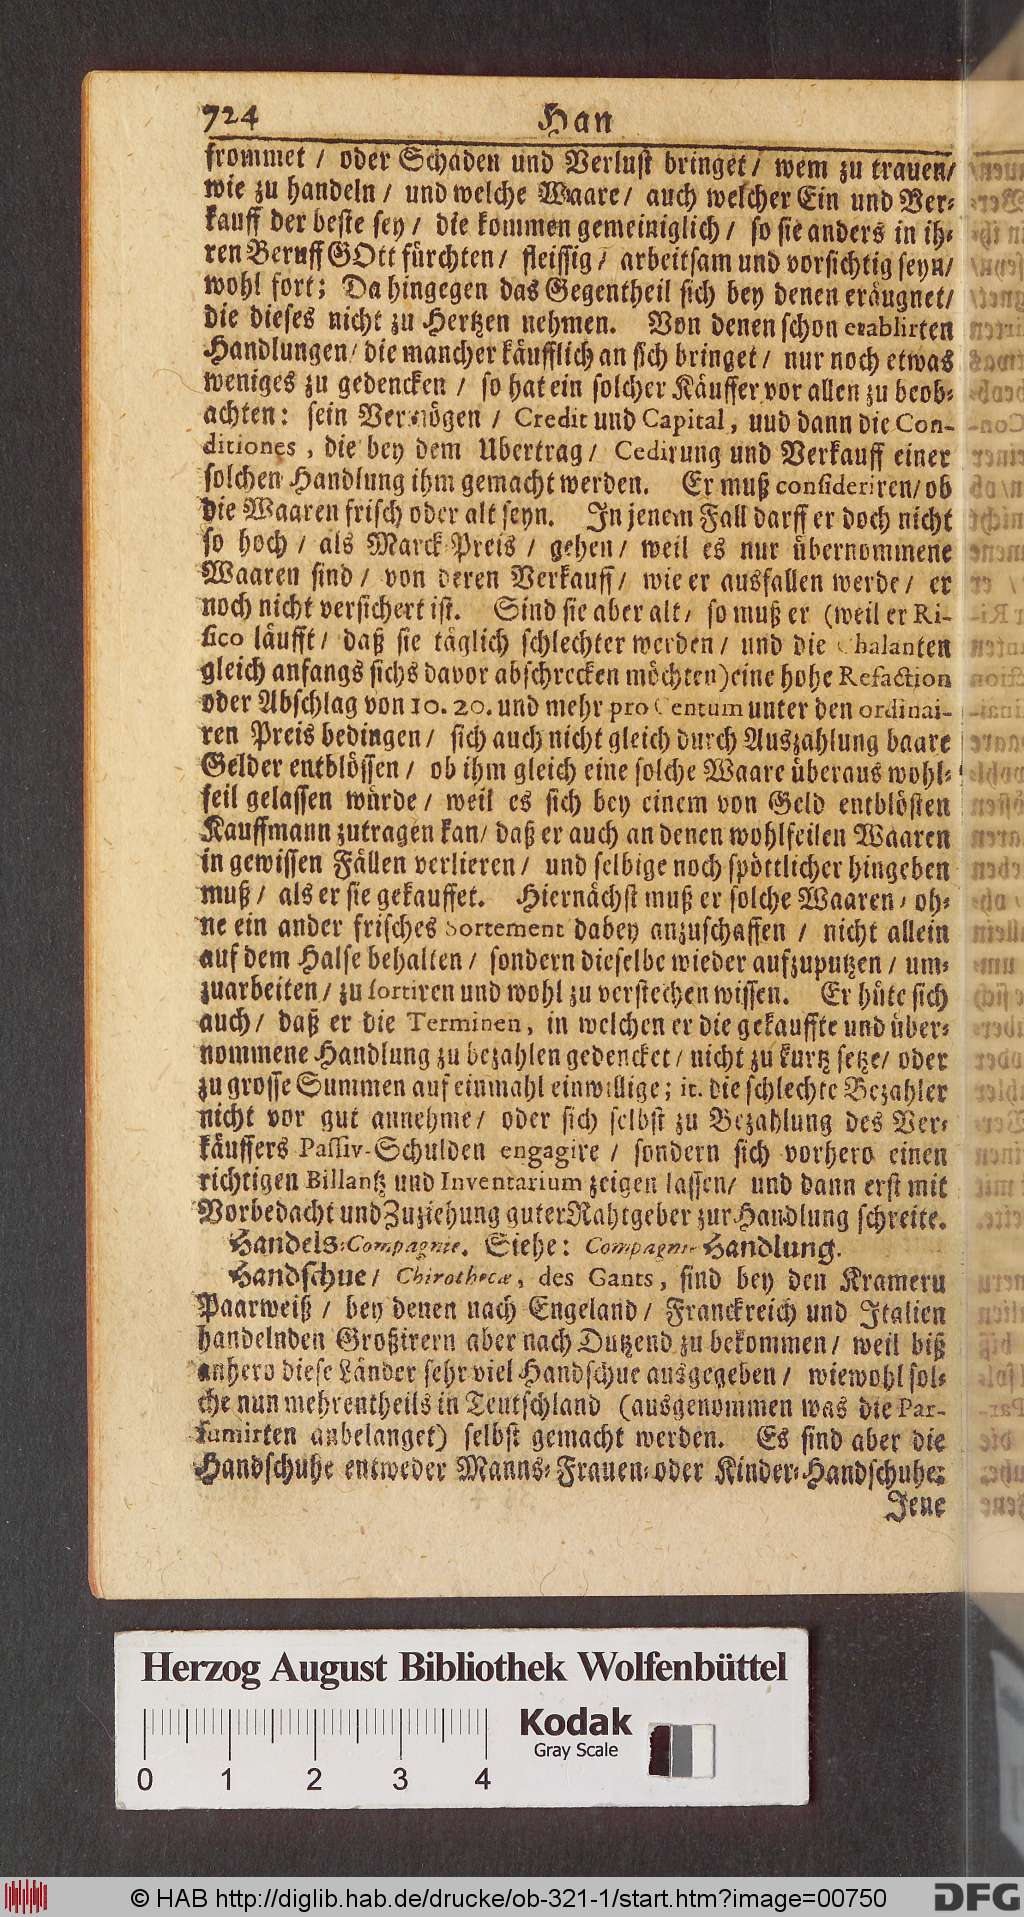 724 Han
frommet / oder Schaden und Verlust bringet / wem zu trauen /
wie zu handeln / und welche Waare / auch welcher Ein und Ver-
kauff der beste sey / die kommen gemeiniglich / so sie anders in ih-
ren Beruff GOtt fürchten / fleissig / arbeitsam und vorsichtig seyn /
wohl fort; Da hingegen das Gegentheil sich bey denen eräugnet /
die dieses nicht zu Hertzen nehmen. Von denen schon etablirten
Handlungen / die mancher käufflich an sich bringet / nur noch etwas
weniges zu gedencken / so hat ein solcher Käuffer vor allen zu beob-
achten: sein Vermögen / Credit und Capital, uud dann die Con-
ditiones, die bey dem Ubertrag / Cedirung und Verkauff einer
solchen Handlung ihm gemacht werden. Er muß consideriren / ob
die Waaren frisch oder alt seyn. In jenem Fall darff er doch nicht
so hoch / als Marck-Preis / gehen / weil es nur übernommene
Waaren sind / von deren Verkauff / wie er ausfallen werde / er
noch nicht versichert ist. Sind sie aber alt / so muß er (weil er Ri-
sico läufft / daß sie täglich schlechter werden / und die Chalanten
gleich anfangs sichs davor abschrecken möchten) eine hohe Refaction
oder Abschlag von 10. 20. und mehr pro Centum unter den ordinai-
ren Preis bedingen / sich auch nicht gleich durch Auszahlung baare
Gelder entblössen / ob ihm gleich eine solche Waare überaus wohl-
feil gelassen würde / weil es sich bey einem von Geld entblösten
Kauffmann zutragen kan / daß er auch an denen wohlfeilen Waaren
in gewissen Fällen verlieren / und selbige noch spöttlicher hingeben
muß / als er sie gekauffet. Hiernächst muß er solche Waaren / oh-
ne ein ander frisches Sortement dabey anzuschaffen / nicht allein
auf dem Halse behalten / sondern dieselbe wieder aufzuputzen / um-
zuarbeiten / zu sortiren und wohl zu verstechen wissen. Er hüte sich
auch / daß er die Terminen, in welchen er die gekauffte und über-
nommene Handlung zu bezahlen gedencket / nicht zu kurtz setze / oder
zu grosse Summen auf einmahl einwillige; it. die schlechte Bezahler
nicht vor gut annehme / oder sich selbst zu Bezahlung des Ver-
käuffers Passiv-Schulden engagire / sondern sich vorhero einen
richtigen Billantz und Inventarium zeigen lassen / und dann erst mit
Vorbedacht und Zuziehung guter Rahtgeber zur Handlung schreite.
Handels-Compagnie. Siehe: Compagnie-Handlung.
Handschue / Chirothecæ, des Gants, sind bey den Krameru
Paarweiß / bey denen nach Engeland / Franckreich und Italien
handelnden Großirern aber nach Dutzend zu bekommen / weil biß
anhero diese Länder sehr viel Handschue ausgegeben / wiewohl sol-
che nun mehrentheils in Teutschland (ausgenommen was die Par-
fumirten anbelanget) selbst gemacht werden. Es sind aber die
Handschuhe entweder Manns-Frauen-oder Kinder-Handschuhe:
Jene
Herzog August Bibliothek Wolfenbüttel
0 1 2 3 4
Kodak
Gray Scale
© HAB http://diglib.hab.de/drucke/ob-321-1/start.htm?image=00750
DFG